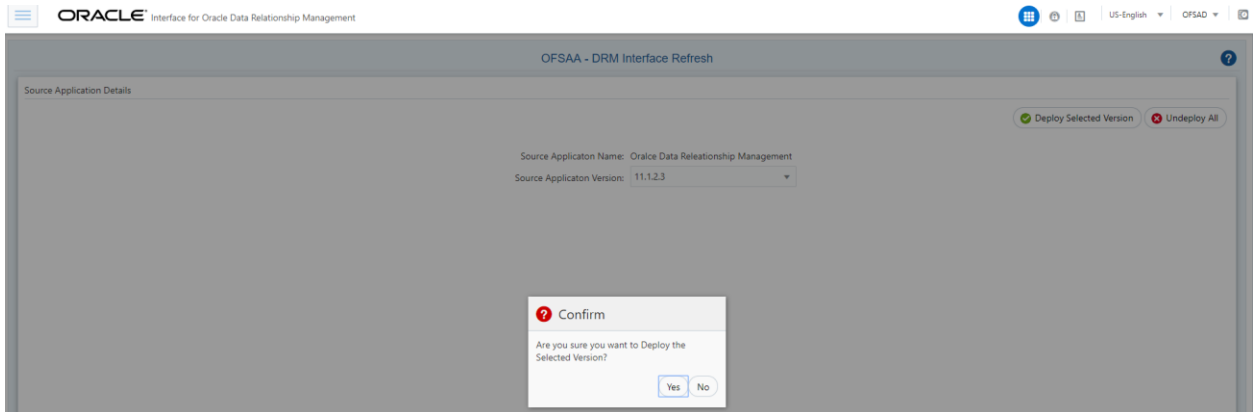 ORACLE® Interface for Oracle Data Relationship Management
US-English
OFSAD
OFSAA - DRM Interface Refresh
?
Source Application Details
Deploy Selected Version
Undeploy All
Source Applicaton Name: Oralce Data Releationship Management
Source Applicaton Version: 11.1.2.3
? Confirm
Are you sure you want to Deploy the
Selected Version?
Yes No